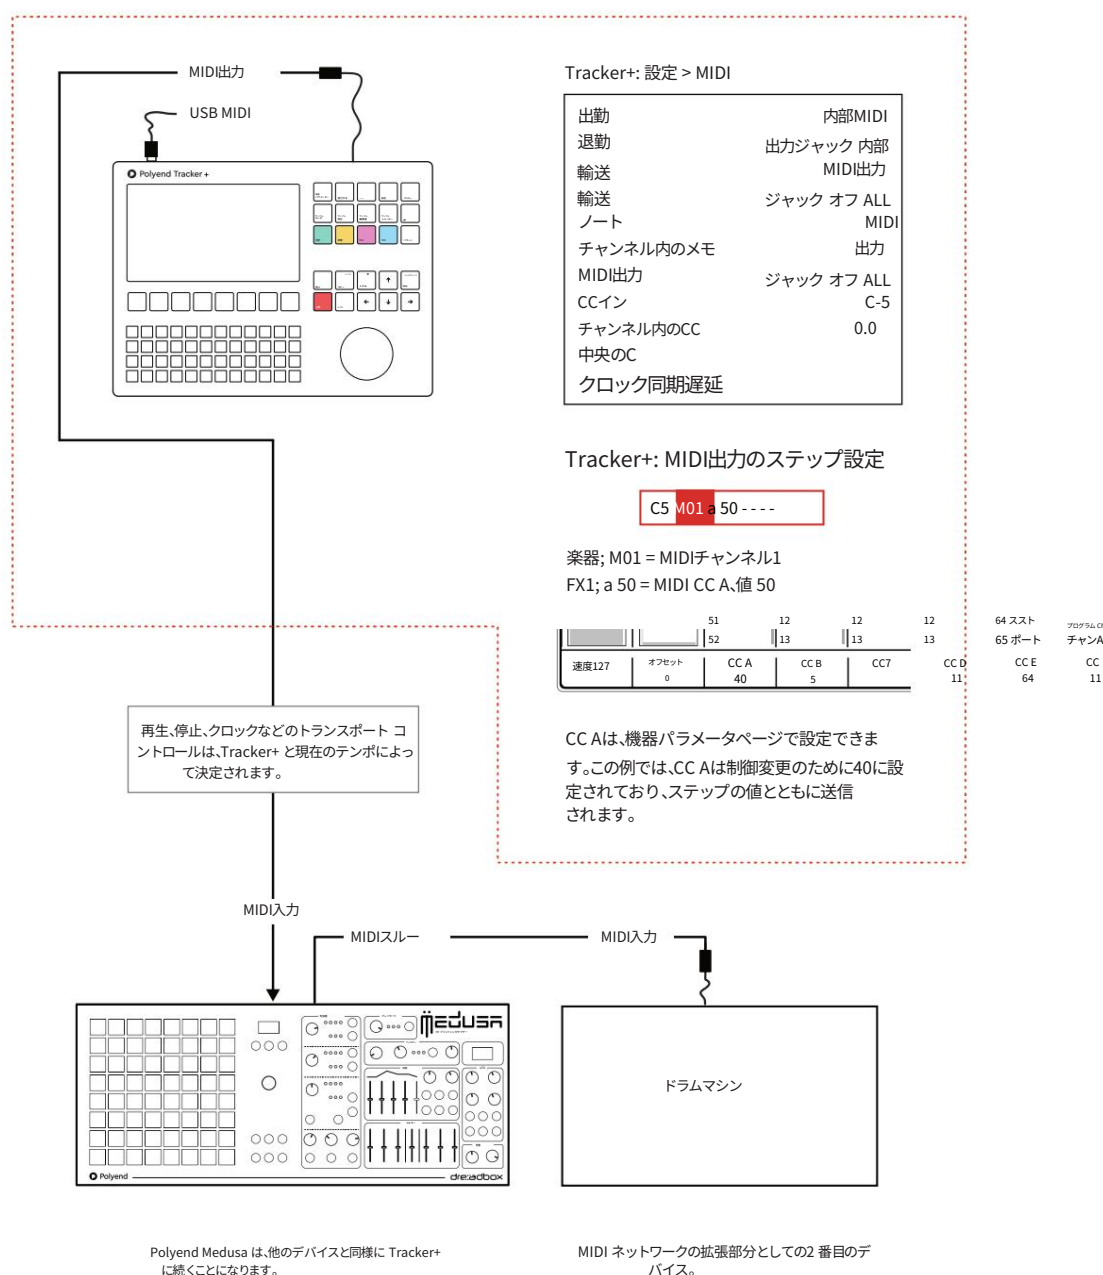 MIDI出力
USB MIDI
Polyend Tracker+
Tracker+: 設定 > MIDI
出勤 内部MIDI
退勤 出力ジャック 内部
輸送 MIDI出力
輸送 ジャック オフ ALL
ノート MIDI
チャンネル内のメモ 出力
MIDI出力 ジャック オフ ALL
CCイン C-5
チャンネル内のCC 0.0
中央のC
クロック同期遅延
Tracker+: MIDI出力のステップ設定
C5 M01 a 50 - - - -
楽器; M01 = MIDIチャンネル1
FX1; a 50 = MIDI CC A、値 50
51 12 12 12 64 ススト
52 13 13 13 65 ポート チャンA
速度127 オフセット CC A CC B CC7 CC D CC E CC
0 40 5 11 64 11
再生、停止、クロックなどのトランスポート コ
ントロールは、Tracker+ と現在のテンポによっ
て決定されます。
CC Aは、機器パラメータページで設定できま
す。この例では、CC Aは制御変更のために40に設
定されており、ステップの値とともに送信
されます。
MIDI入力
MIDIスルー
MIDI入力
medusa
Polyend
dreadbox
ドラムマシン
Polyend Medusa は、他のデバイスと同様に Tracker+
に続くことになります。
MIDI ネットワークの拡張部分としての2 番目のデ
バイス。